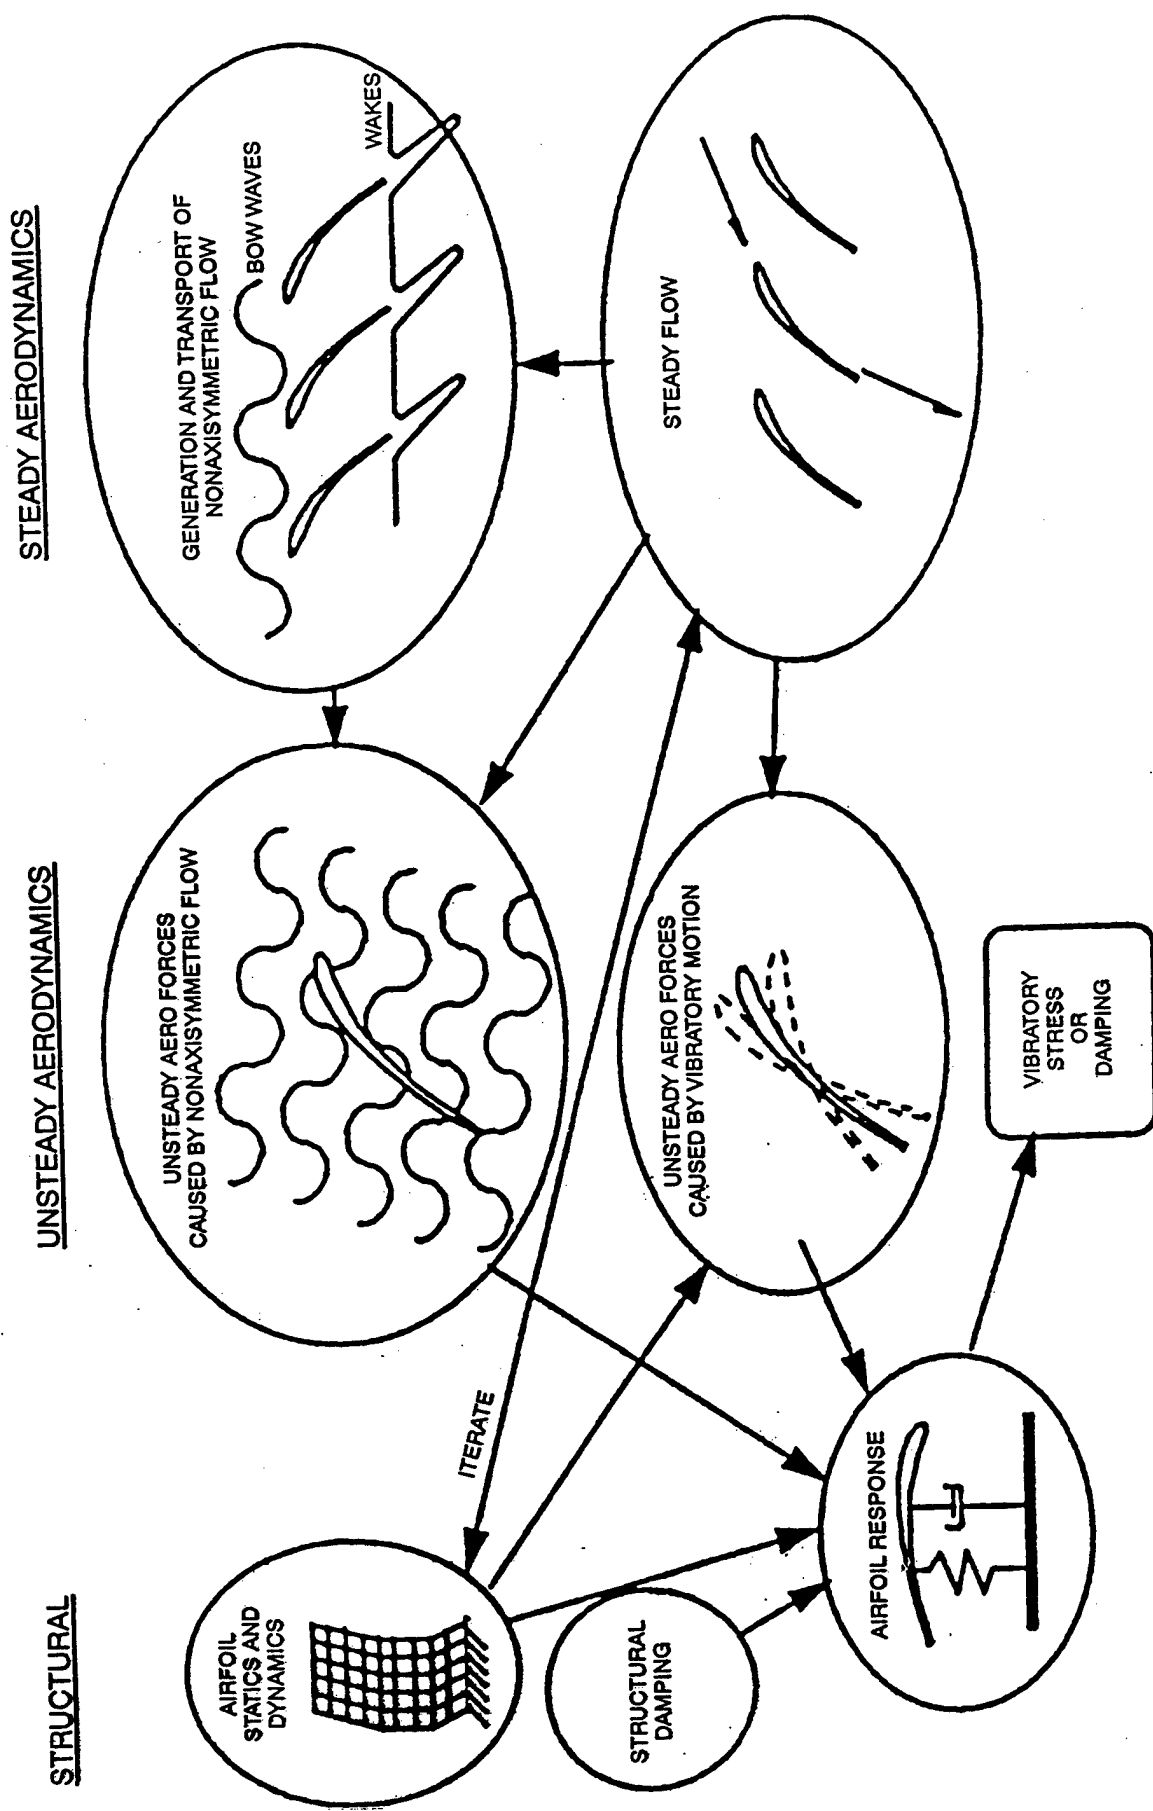 STRUCTURAL
UNSTEADY AERODYNAMICS
STEADY AERODYNAMICS
AIRFOIL
STATICS AND
DYNAMICS
UNSTEADY AERO FORCES
CAUSED BY NONAXISYMMETRIC FLOW
GENERATION AND TRANSPORT OF
NONAXISYMMETRIC FLOW
BOW WAVES
WAKES
ITERATE
STRUCTURAL
DAMPING
UNSTEADY AERO FORCES
CAUSED BY VIBRATORY MOTION
STEADY FLOW
AIRFOIL RESPONSE
VIBRATORY
STRESS
OR
DAMPING